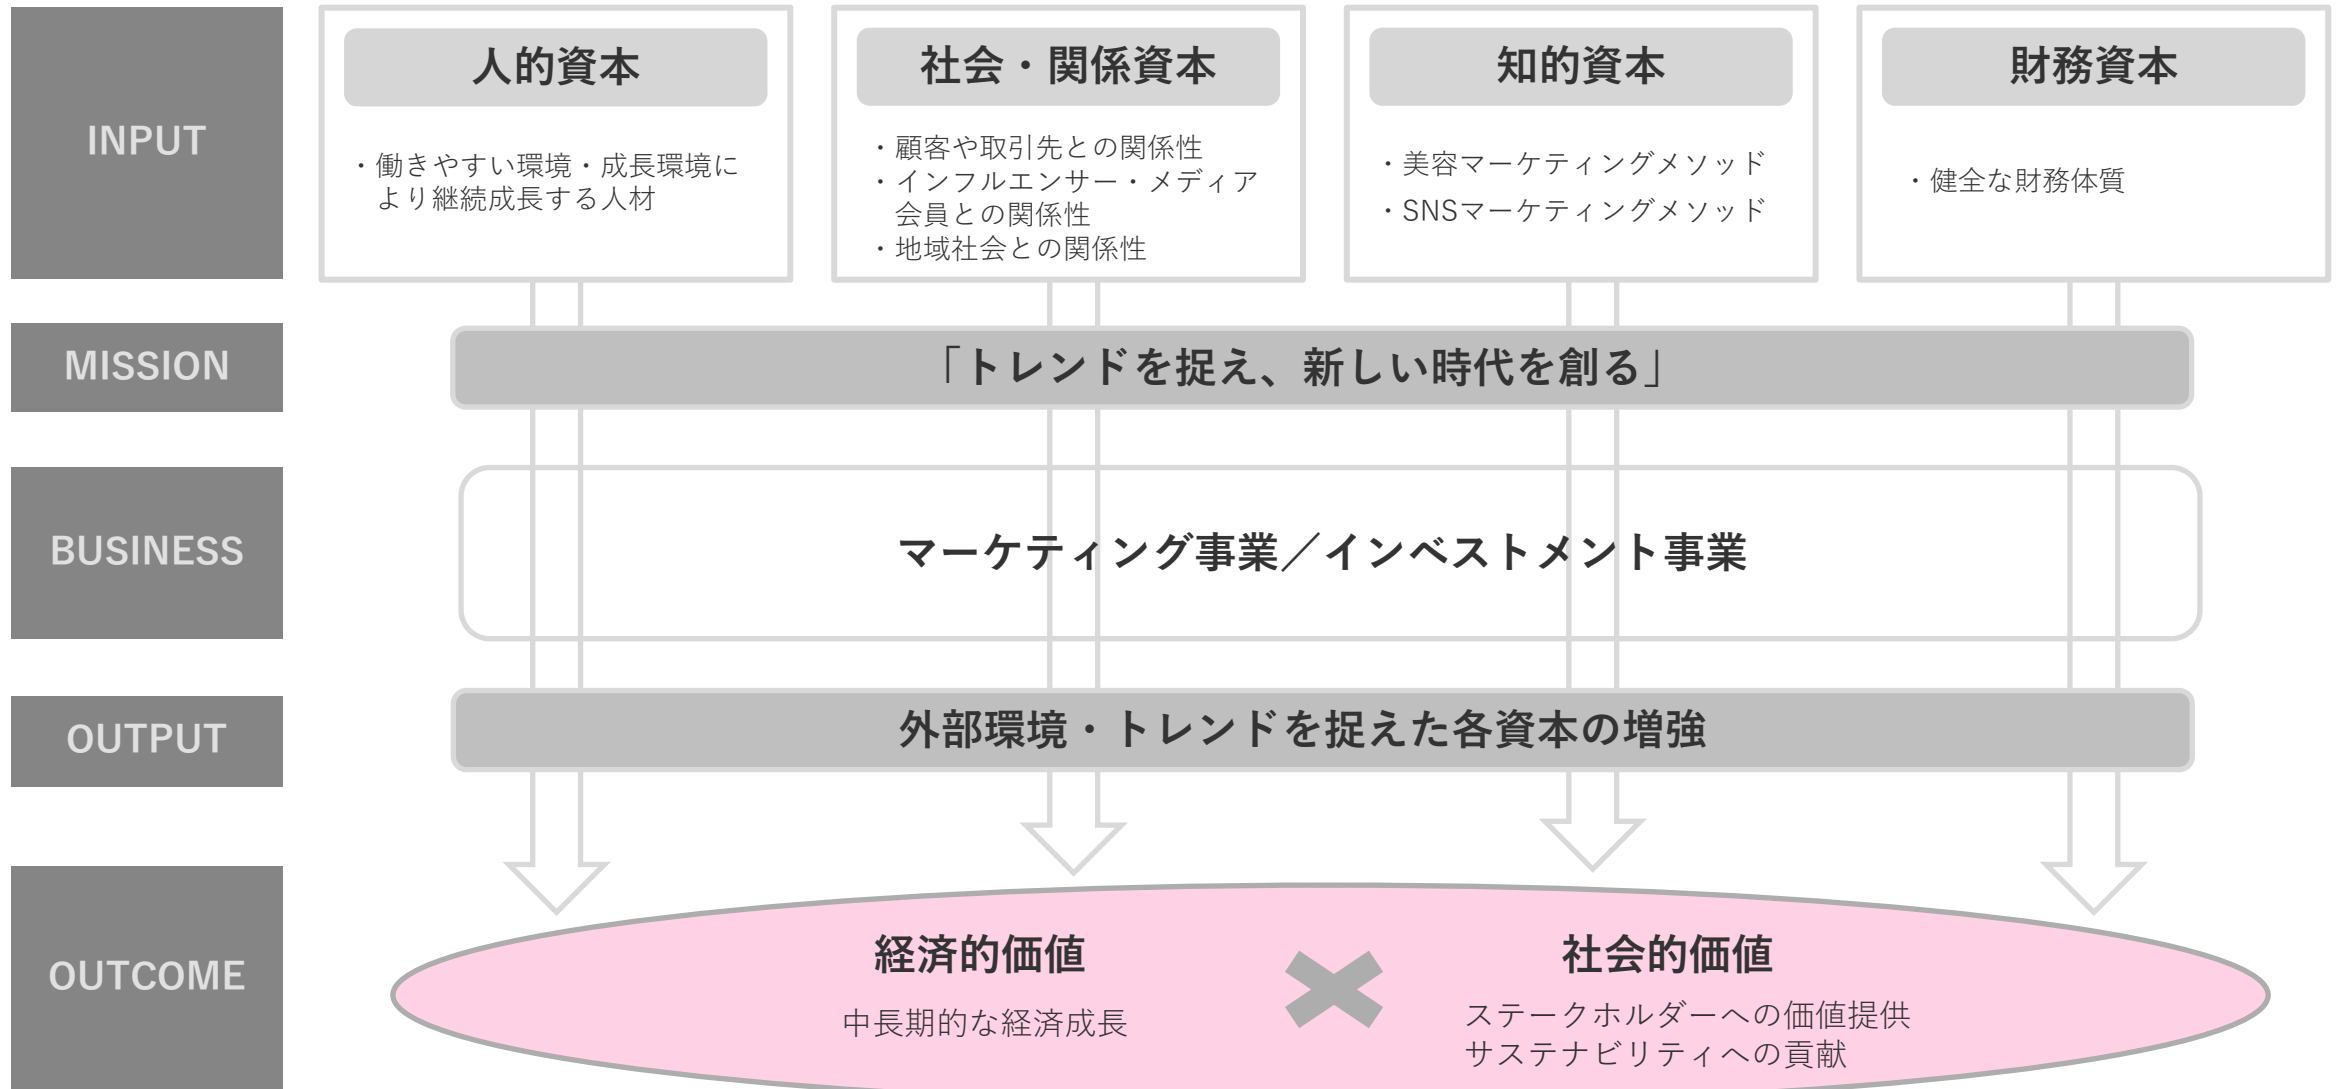 INPUT
人的資本
・働きやすい環境・成長環境に
より継続成長する人材
社会・関係資本
・顧客や取引先との関係性
・インフルエンサー・メディア
会員との関係性
・地域社会との関係性
知的資本
・美容マーケティングメソッド
・SNSマーケティングメソッド
財務資本
・健全な財務体質
MISSION
「トレンドを捉え、新しい時代を創る」
BUSINESS
マーケティング事業／インベストメント事業
OUTPUT
外部環境・トレンドを捉えた各資本の増強
OUTCOME
経済的価値
中長期的な経済成長
社会的価値
ステークホルダーへの価値提供
サステナビリティへの貢献